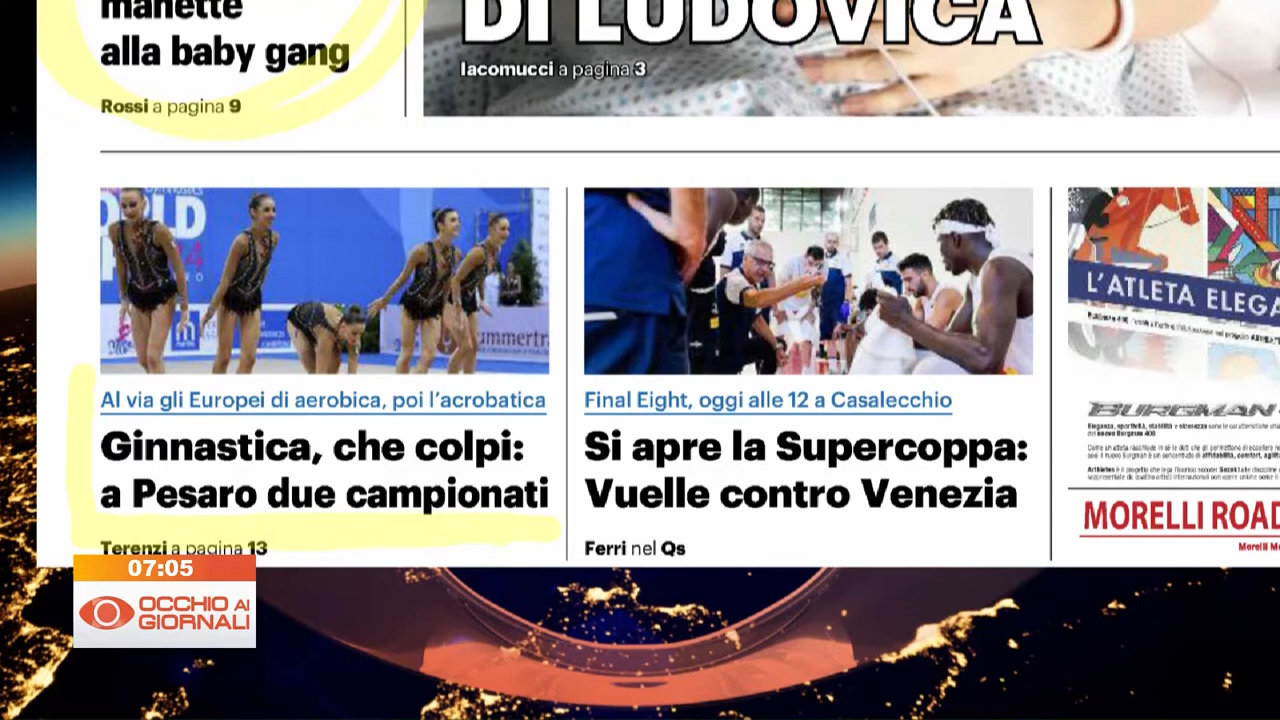 manette
alla baby gang
Rossi a pagina 9
DI LUDOVICA
Iacomucci a pagina 3
Al via gli Europei di aerobica, poi l'acrobatica
Ginnastica, che colpi:
a Pesaro due campionati
Terenzi a pagina 13
Final Eight, oggi alle 12 a Casalecchio
Si apre la Supercoppa:
Vuelle contro Venezia
Ferri nel Qs
L'ATLETA ELEGA
BURGMAN
MORELLI ROAD
Morelli Mo
07:05
OCCHIO AI
GIORNALI